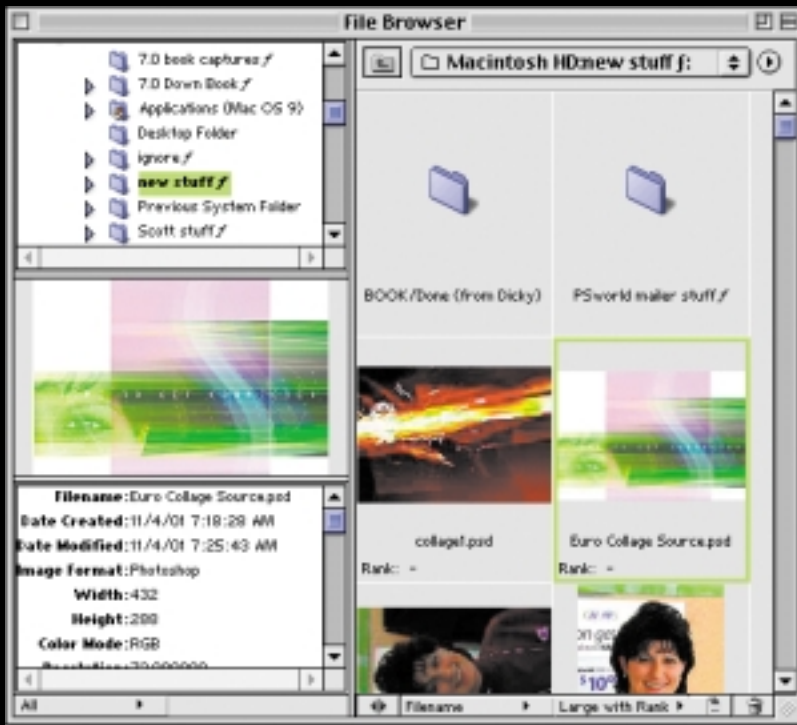 File Browser
7.0 book captures ƒ
7.0 Down Book ƒ
Applications (Mac OS 9)
Desktop Folder
ignore ƒ
new stuff ƒ
Previous System Folder
Scott stuff ƒ
Filename: Euro Collage Source.psd
Date Created: 11/4/01 7:18:28 AM
Date Modified: 11/4/01 7:25:43 AM
Image Format: Photoshop
Width: 432
Height: 288
Color Mode: RGB
All
Macintosh HD:new stuff ƒ:
BOOK/Done (from Dicky)
PSworld mailer stuff ƒ
collage1.psd
Rank: -
Euro Collage Source.psd
Rank: -
Filename
Large with Rank